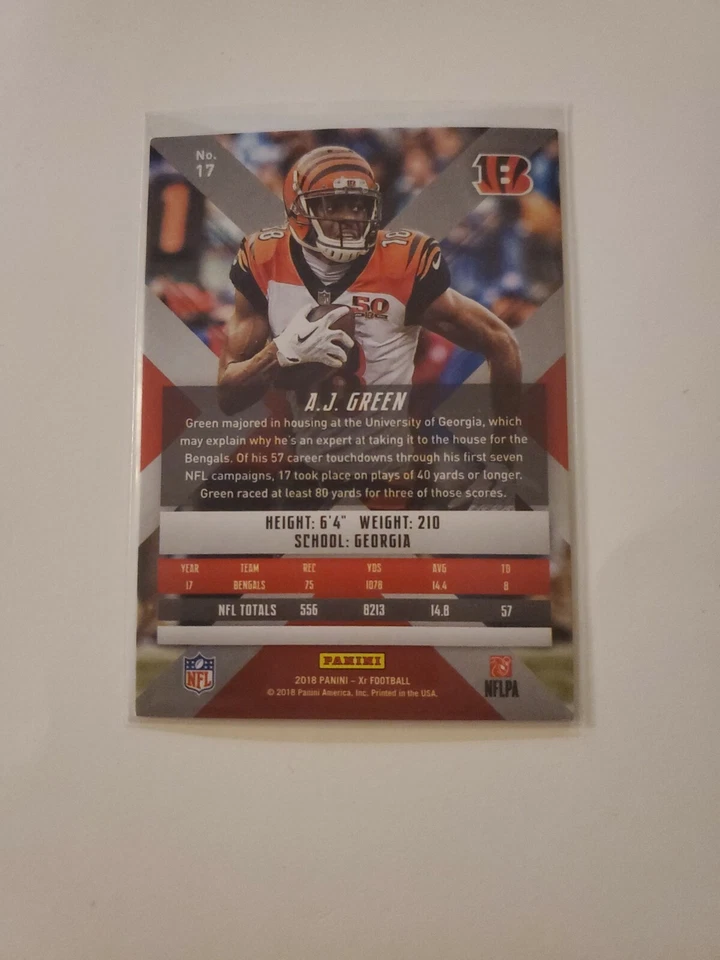 No.
17
B
18
18
50
A.J. GREEN
Green majored in housing at the University of Georgia, which
may explain why he's an expert at taking it to the house for the
Bengals. Of his 57 career touchdowns through his first seven
NFL campaigns, 17 took place on plays of 40 yards or longer.
Green raced at least 80 yards for three of those scores.
HEIGHT: 6'4" WEIGHT: 210
SCHOOL: GEORGIA
YEAR TEAM REC YDS AVG TD
17 BENGALS 75 1078 14.4 8
NFL TOTALS 556 8213 14.8 57
PANINI
2018 PANINI – Xr FOOTBALL
© 2018 Panini America, Inc. Printed in the USA.
NFL
NFLPA